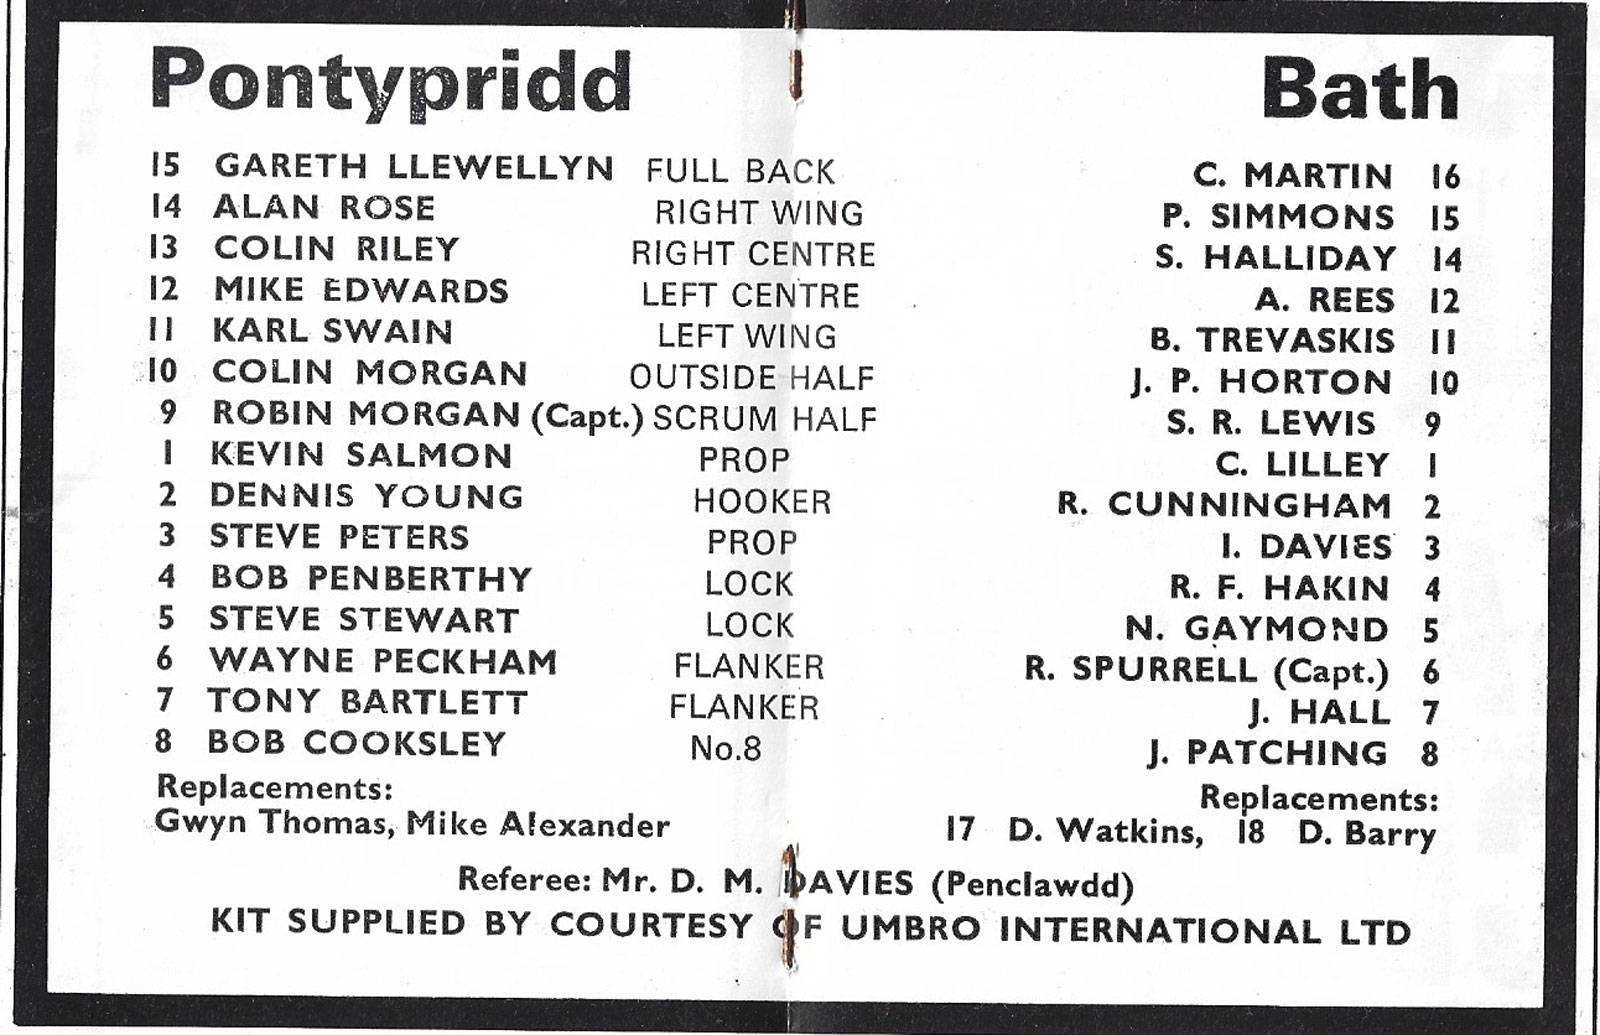 Pontypridd Bath
15 GARETH LLEWELLYN FULL BACK C. MARTIN 16
14 ALAN ROSE RIGHT WING P. SIMMONS 15
13 COLIN RILEY RIGHT CENTRE S. HALLIDAY 14
12 MIKE EDWARDS LEFT CENTRE A. REES 12
11 KARL SWAIN LEFT WING B. TREVASKIS 11
10 COLIN MORGAN OUTSIDE HALF J. P. HORTON 10
9 ROBIN MORGAN (Capt.) SCRUM HALF S. R. LEWIS 9
1 KEVIN SALMON PROP C. LILLEY 1
2 DENNIS YOUNG HOOKER R. CUNNINGHAM 2
3 STEVE PETERS PROP I. DAVIES 3
4 BOB PENBERTHY LOCK R. F. HAKIN 4
5 STEVE STEWART LOCK N. GAYMOND 5
6 WAYNE PECKHAM FLANKER R. SPURRELL (Capt.) 6
7 TONY BARTLETT FLANKER J. HALL 7
8 BOB COOKSLEY No.8 J. PATCHING 8
Replacements: Replacements:
Gwyn Thomas, Mike Alexander 17 D. Watkins, 18 D. Barry
Referee: Mr. D. M. DAVIES (Penclawdd)
KIT SUPPLIED BY COURTESY OF UMBRO INTERNATIONAL LTD